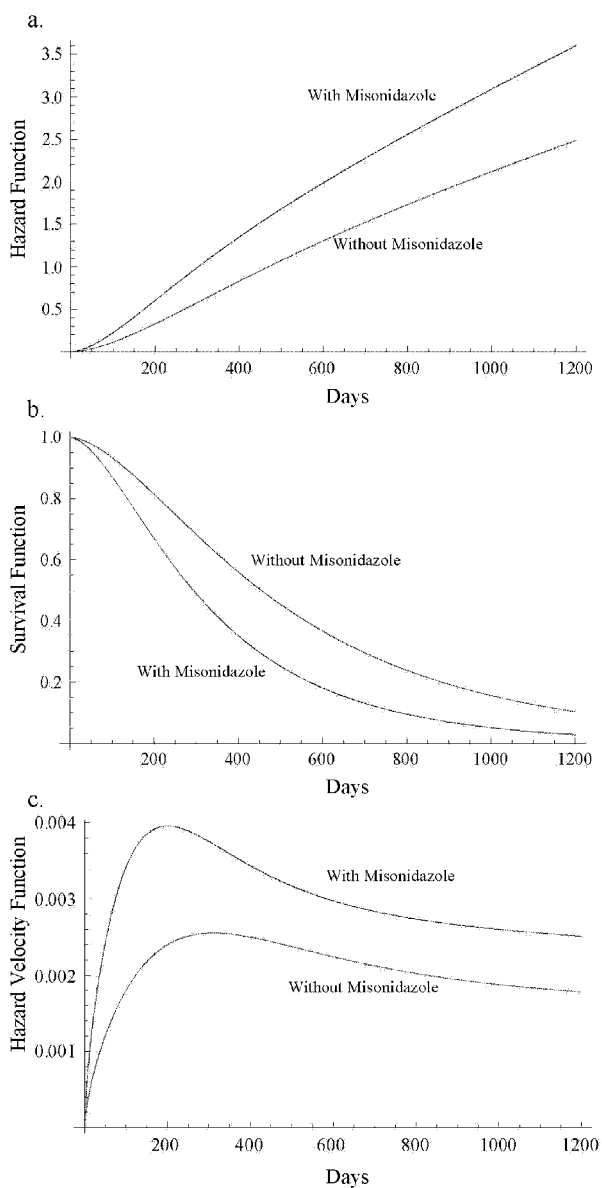 a.
3.5
3.0
2.5
2.0
1.5
1.0
0.5
Hazard Function
With Misonidazole
Without Misonidazole
200 400 600 800 1000 1200
Days
b.
1.0
0.8
0.6
0.4
0.2
Survival Function
Without Misonidazole
With Misonidazole
200 400 600 800 1000 1200
Days
c.
0.004
0.003
0.002
0.001
Hazard Velocity Function
With Misonidazole
Without Misonidazole
200 400 600 800 1000 1200
Days